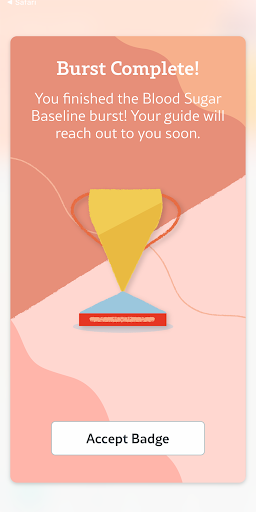 Safari
Burst Complete!
You finished the Blood Sugar
Baseline burst! Your guide will
reach out to you soon.
Accept Badge